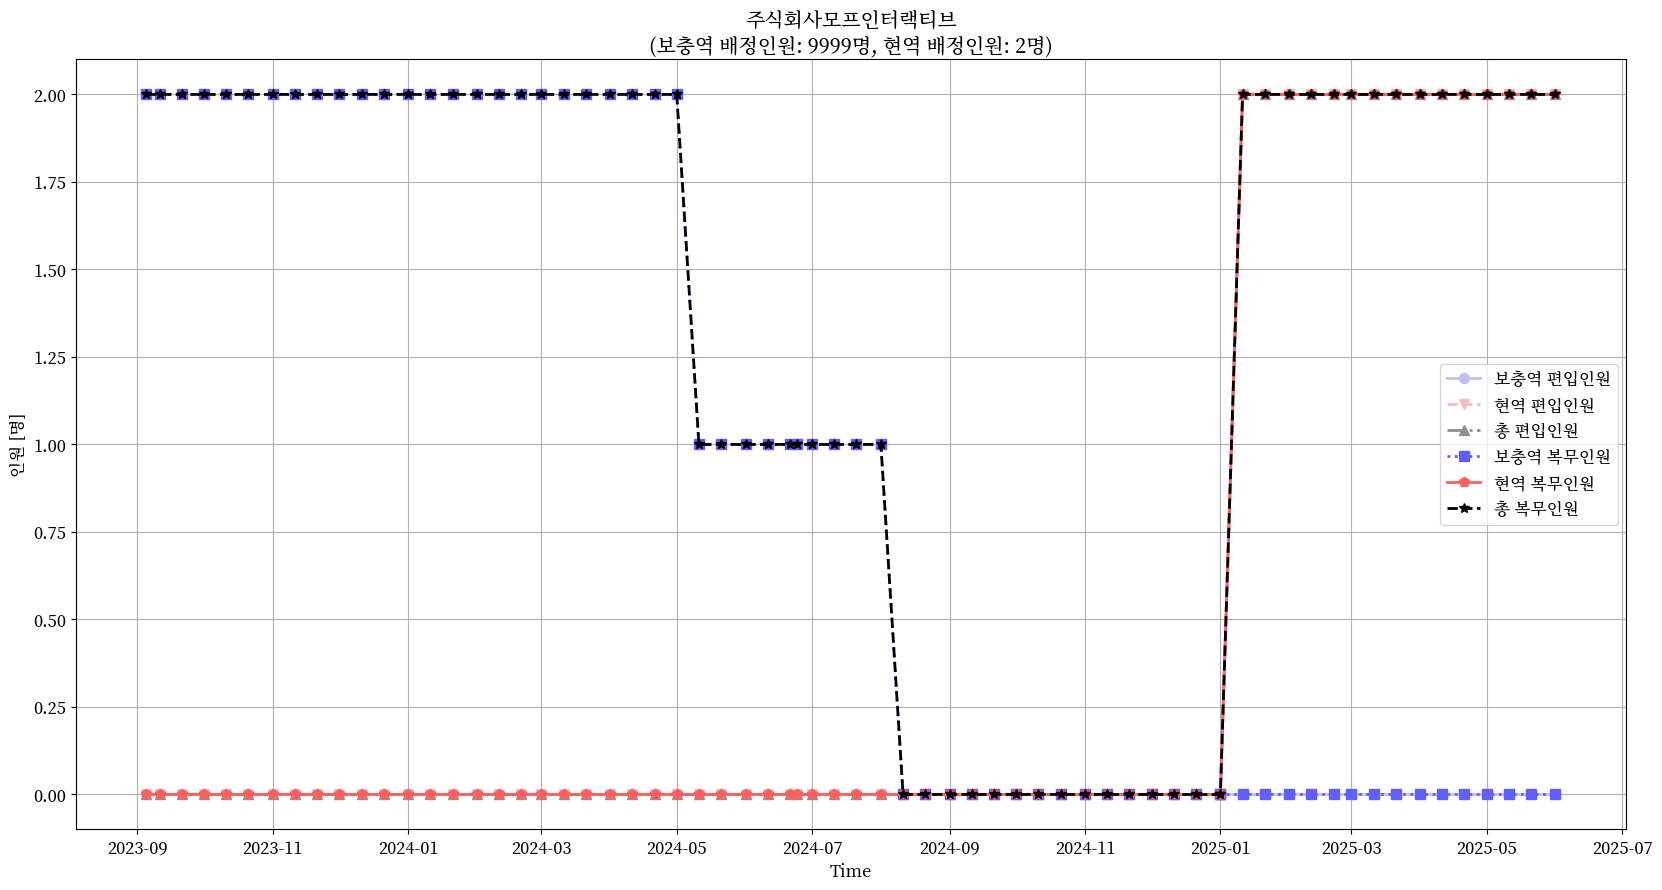 주식회사모프인터랙티브
(보충역 배정인원: 9999명, 현역 배정인원: 2명)
인원 [명]
2.00
1.75
1.50
1.25
1.00
0.75
0.50
0.25
0.00
보충역 편입인원
현역 편입인원
총 편입인원
보충역 복무인원
현역 복무인원
총 복무인원
2023-09
2023-11
2024-01
2024-03
2024-05
2024-07
2024-09
2024-11
2025-01
2025-03
2025-05
2025-07
Time